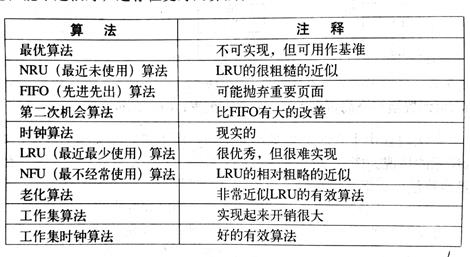 算法 注释
最优算法 不可实现，但可用作基准
NRU（最近未使用）算法 LRU的很粗糙的近似
FIFO（先进先出）算法 可能抛弃重要页面
第二次机会算法 比FIFO有大的改善
时钟算法 现实的
LRU（最近最少使用）算法 很优秀，但很难实现
NFU（最不经常使用）算法 LRU的相对粗略的近似
老化算法 非常近似LRU的有效算法
工作集算法 实现起来开销很大
工作集时钟算法 好的有效算法